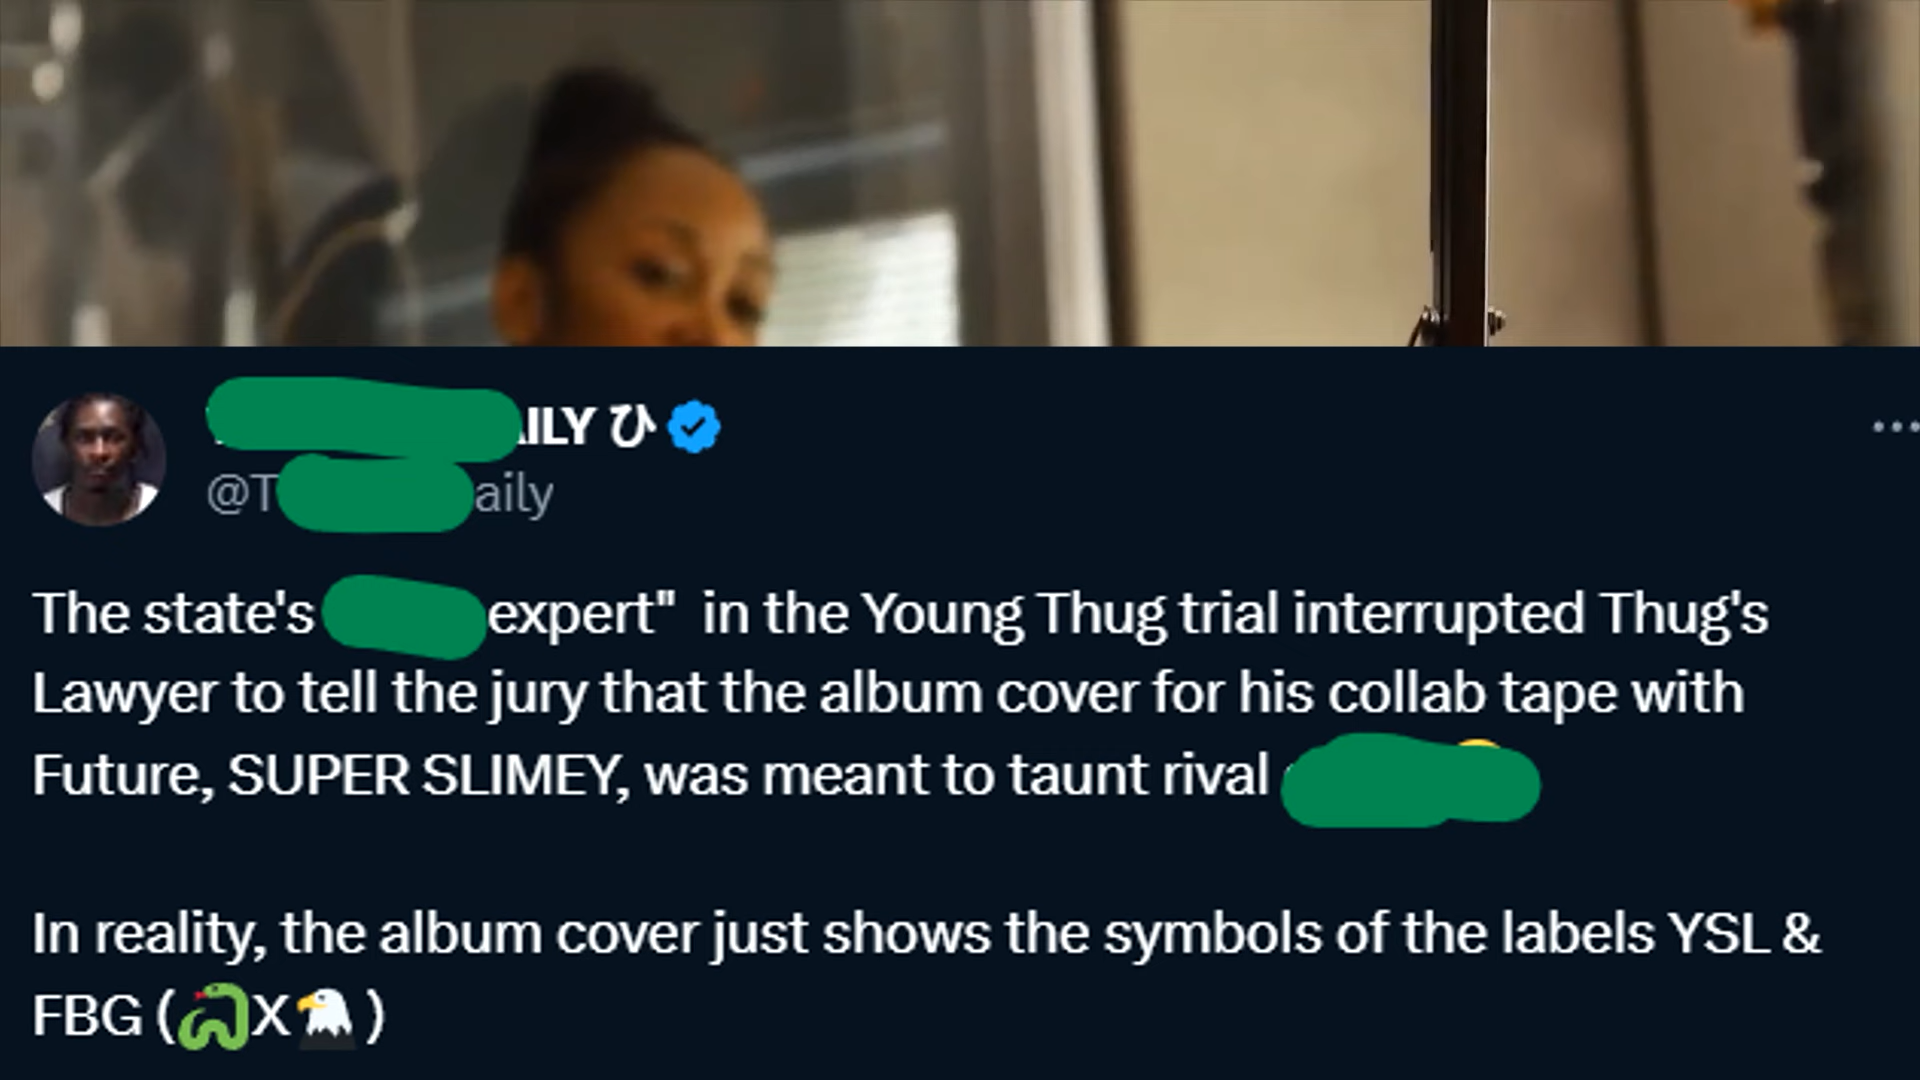 AILY ひ
@T aily
The state's expert" in the Young Thug trial interrupted Thug's
Lawyer to tell the jury that the album cover for his collab tape with
Future, SUPER SLIMEY, was meant to taunt rival
In reality, the album cover just shows the symbols of the labels YSL &
FBG (🐍X🦅)